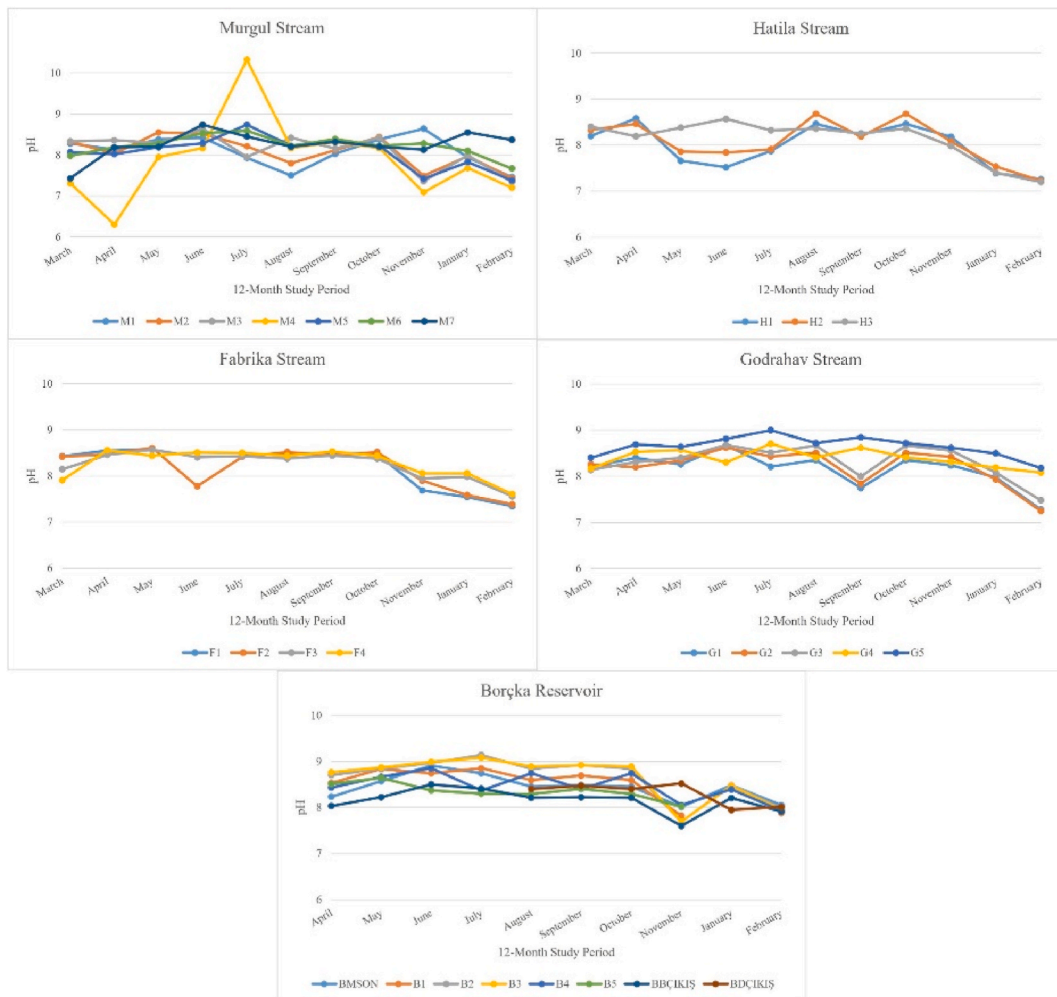 Murgul Stream
10
9
8
7
6
pH
March April May June July August September October November January February
12-Month Study Period
M1 M2 M3 M4 M5 M6 M7
Hatila Stream
10
9
8
7
6
pH
March April May June July August September October November January February
12-Month Study Period
H1 H2 H3
Fabrika Stream
10
9
8
7
6
pH
March April May June July August September October November January February
12-Month Study Period
F1 F2 F3 F4
Godrahav Stream
10
9
8
7
6
pH
March April May June July August September October November January February
12-Month Study Period
G1 G2 G3 G4 G5
Borçka Reservoir
10
9
8
7
6
pH
April May June July August September October November January February
12-Month Study Period
BMSON B1 B2 B3 B4 B5 BBÇIKIŞ BDÇIKIŞ